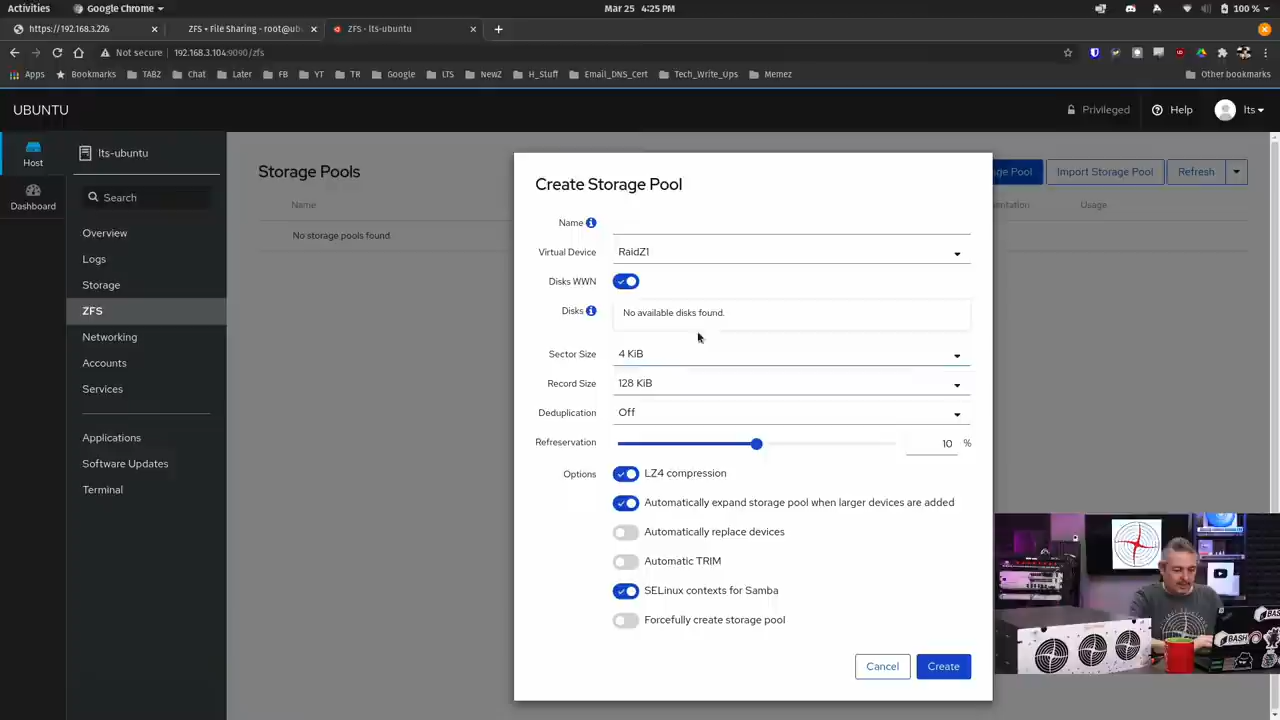 Activities
Google Chrome
Mar 25 4:25 PM
100 %
https://192.168.3.226
ZFS + File Sharing - root@ub
ZFS - lts-ubuntu
Not secure
192.168.3.104:9090/zfs
Apps
Bookmarks
TABZ
Chat
Later
FB
YT
TR
Google
LTS
NewZ
H_Stuff
Email_DNS_Cert
Tech_Write_Ups
Memez
Other bookmarks
UBUNTU
Privileged
Help
lts
Host
Dashboard
lts-ubuntu
Search
Overview
Logs
Storage
ZFS
Networking
Accounts
Services
Applications
Software Updates
Terminal
Storage Pools
ge Pool
Import Storage Pool
Refresh
Name
entation
Usage
No storage pools found.
Create Storage Pool
Name
Virtual Device
RaidZ1
Disks WWN
Disks
No available disks found.
Sector Size
4 KiB
Record Size
128 KiB
Deduplication
Off
Refreservation
10 %
Options
LZ4 compression
Automatically expand storage pool when larger devices are added
Automatically replace devices
Automatic TRIM
SELinux contexts for Samba
Forcefully create storage pool
Cancel
Create
BASH